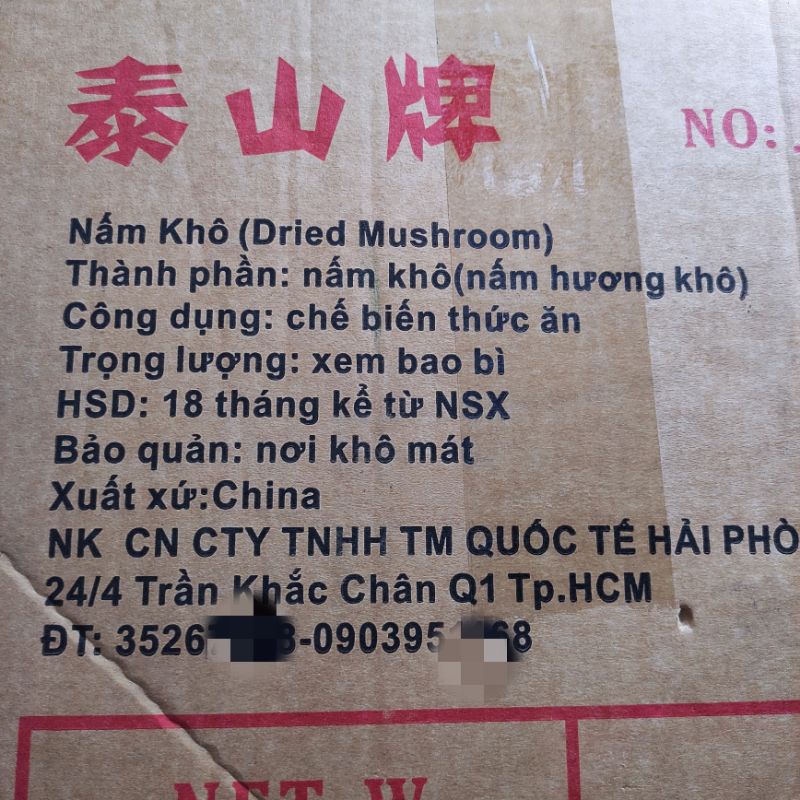 泰山牌
NO:
Nấm Khô (Dried Mushroom)
Thành phần: nấm khô(nấm hương khô)
Công dụng: chế biến thức ăn
Trọng lượng: xem bao bì
HSD: 18 tháng kể từ NSX
Bảo quản: nơi khô mát
Xuất xứ:China
NK CN CTY TNHH TM QUỐC TẾ HẢI PHÒ
24/4 Trần Khắc Chân Q1 Tp.HCM
ĐT:
NET W